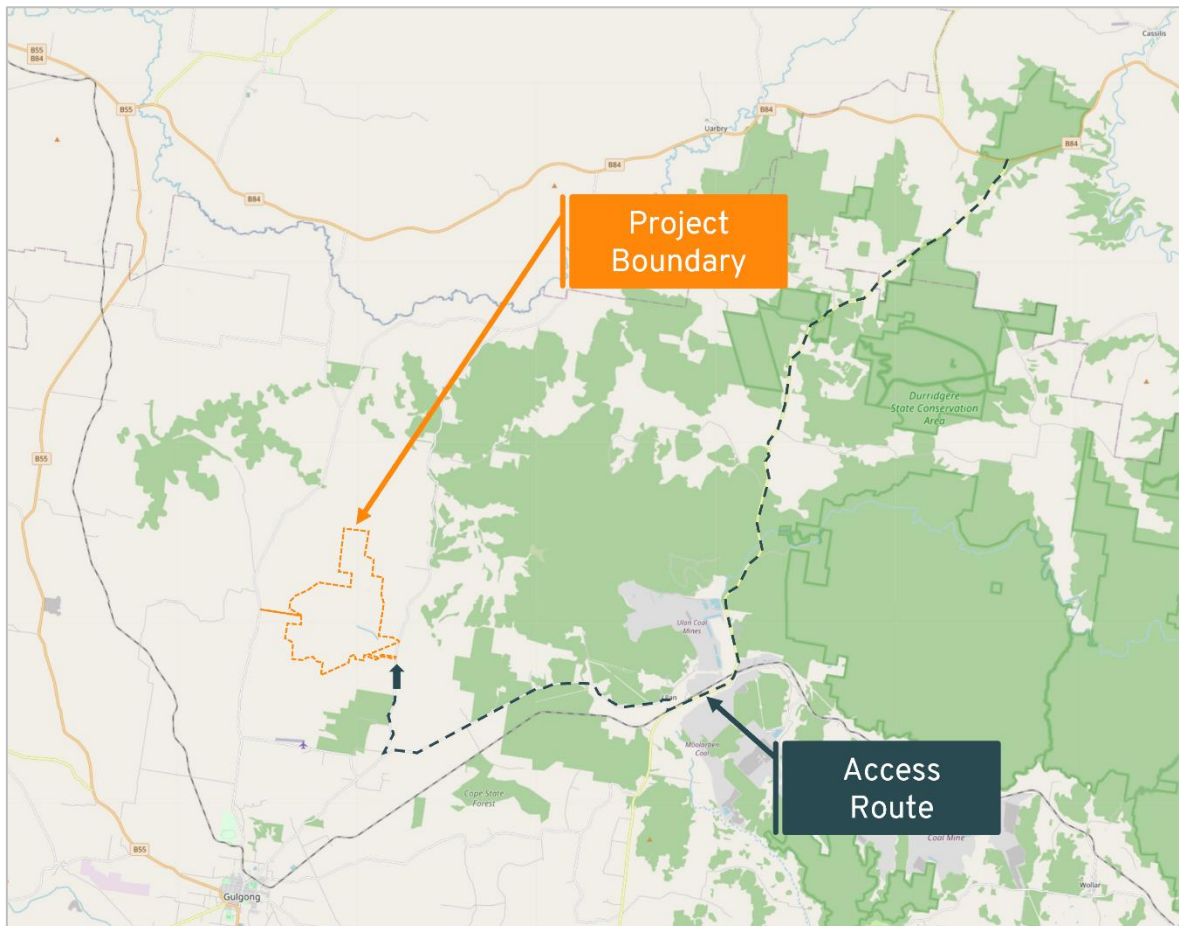 Cassilis
B55
B84
B55
B84
Uarbry
B84
B84
B84
Project
Boundary
Durridgere
State Conservation
Area
B55
Ulan Coal
Mines
Ulan
Moolarben
Coal
Access
Route
Cope State
Forest
Coal Mine
B55
Gulgong
Wollar